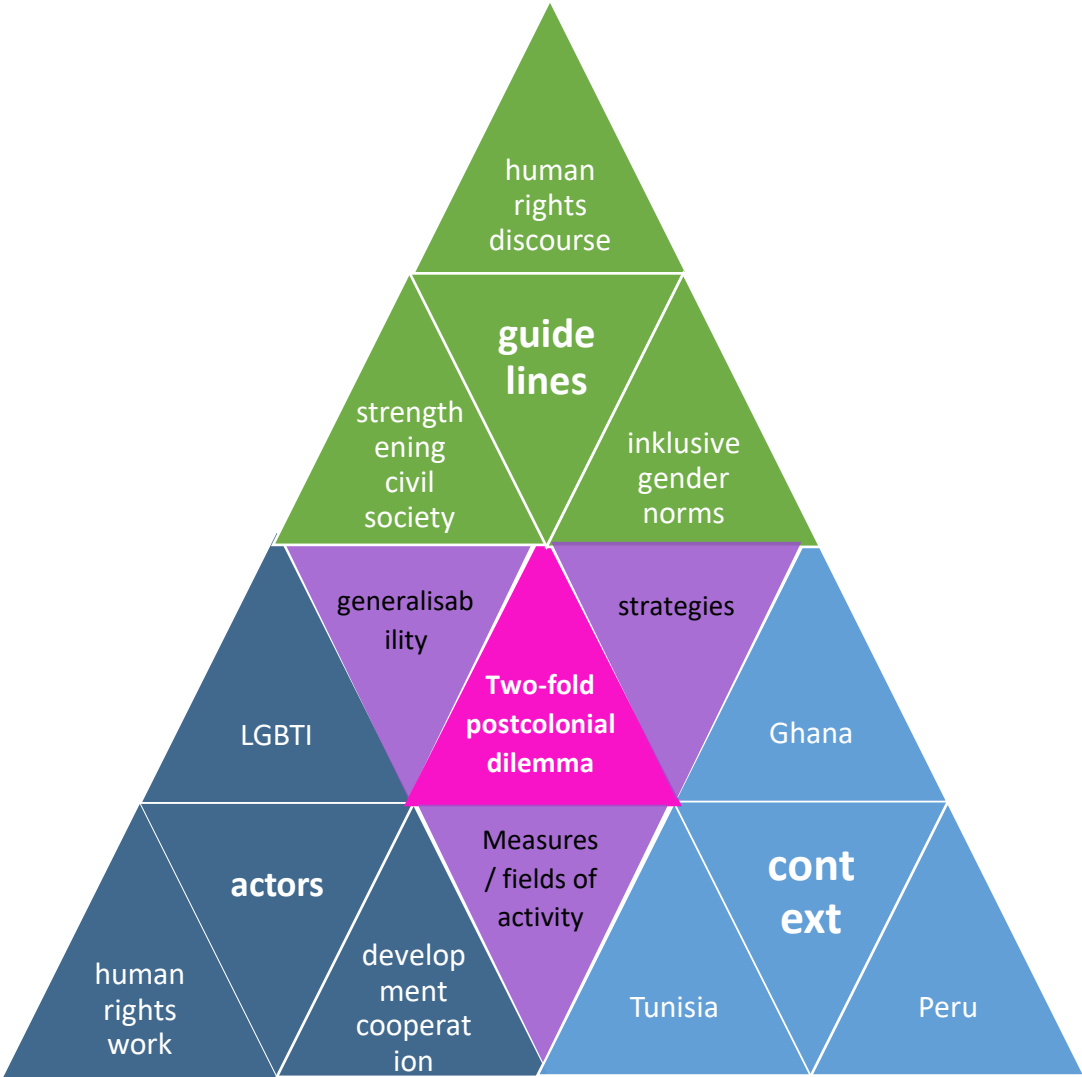 human
rights
discourse
guide
lines
strength
ening
civil
society
inklusive
gender
norms
generalisab
ility
strategies
Two-fold
postcolonial
dilemma
LGBTI
Ghana
Measures
/ fields of
activity
actors
cont
ext
human
rights
work
develop
ment
cooperat
ion
Tunisia
Peru